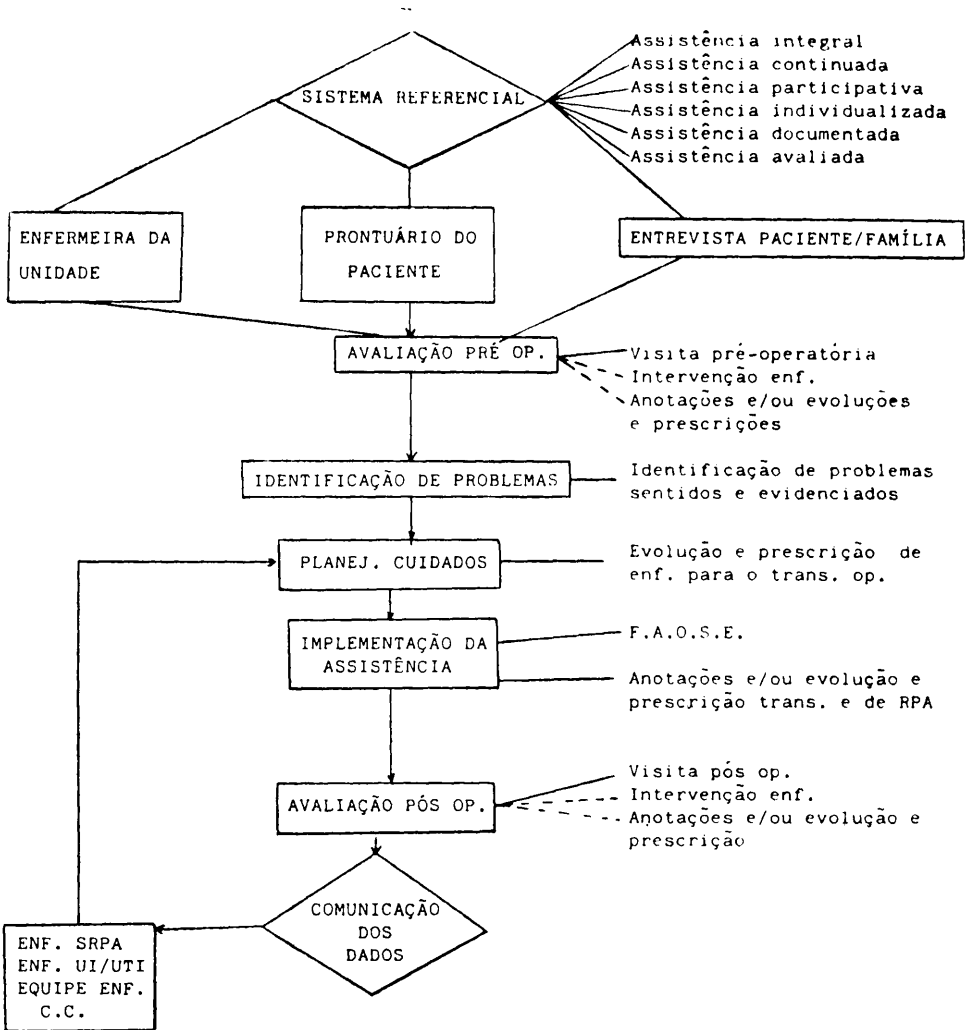 Assistência integral
Assistência continuada
SISTEMA REFERENCIAL
Assistência participativa
Assistência individualizada
Assistência documentada
Assistência avaliada
ENFERMEIRA DA
UNIDADE
PRONTUÁRIO DO
PACIENTE
ENTREVISTA PACIENTE/FAMÍLIA
AVALIAÇÃO PRÉ OP.
Visita pré-operatória
Intervenção enf.
Anotações e/ou evoluções
e prescrições
IDENTIFICAÇÃO DE PROBLEMAS
Identificação de problemas
sentidos e evidenciados
PLANEJ. CUIDADOS
Evolução e prescrição de
enf. para o trans. op.
IMPLEMENTAÇÃO DA
ASSISTÊNCIA
F.A.O.S.E.
Anotações e/ou evolução e
prescrição trans. e de RPA
AVALIAÇÃO PÓS OP.
Visita pós op.
Intervenção enf.
Anotações e/ou evolução e
prescrição
COMUNICAÇÃO
DOS
DADOS
ENF. SRPA
ENF. UI/UTI
EQUIPE ENF.
C.C.